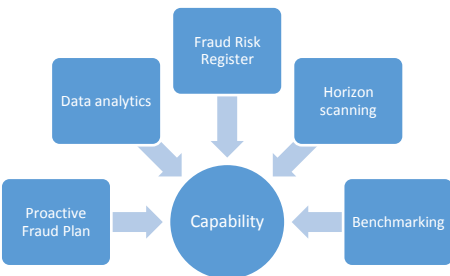 Fraud Risk
Register
Data analytics
Horizon
scanning
Proactive
Fraud Plan
Capability
Benchmarking